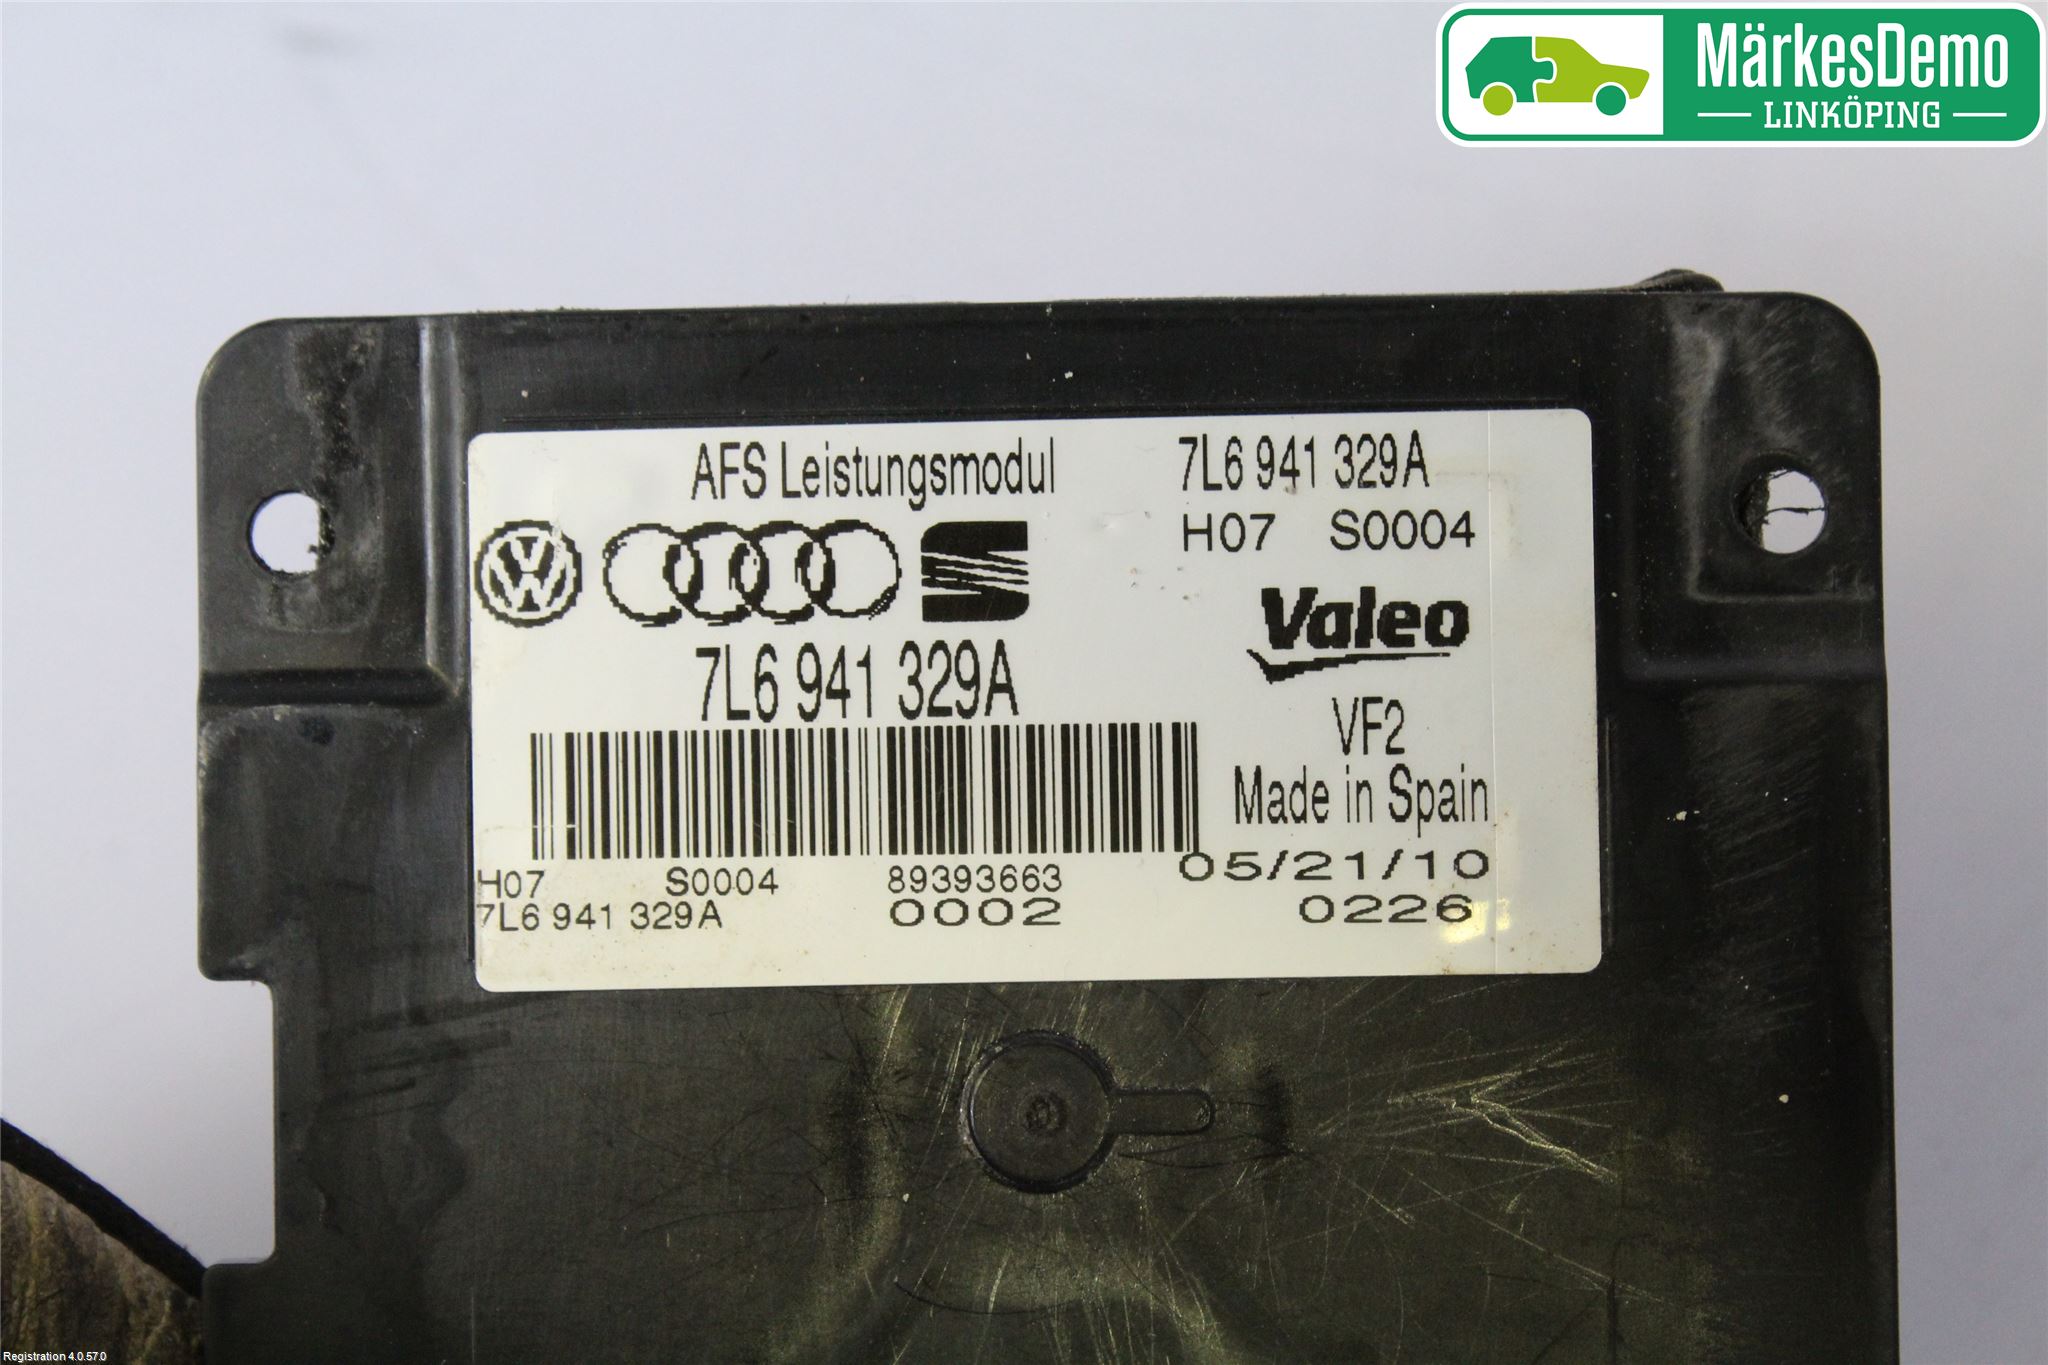 MärkesDemo
LINKÖPING
AFS Leistungsmodul
7L6 941 329A
H07 S0004
Valeo
7L6 941 329A
VF2
Made in Spain
H07 S0004 89393663 05/21/10
7L6 941 329A 0002 0226
Registration 4.0.57.0